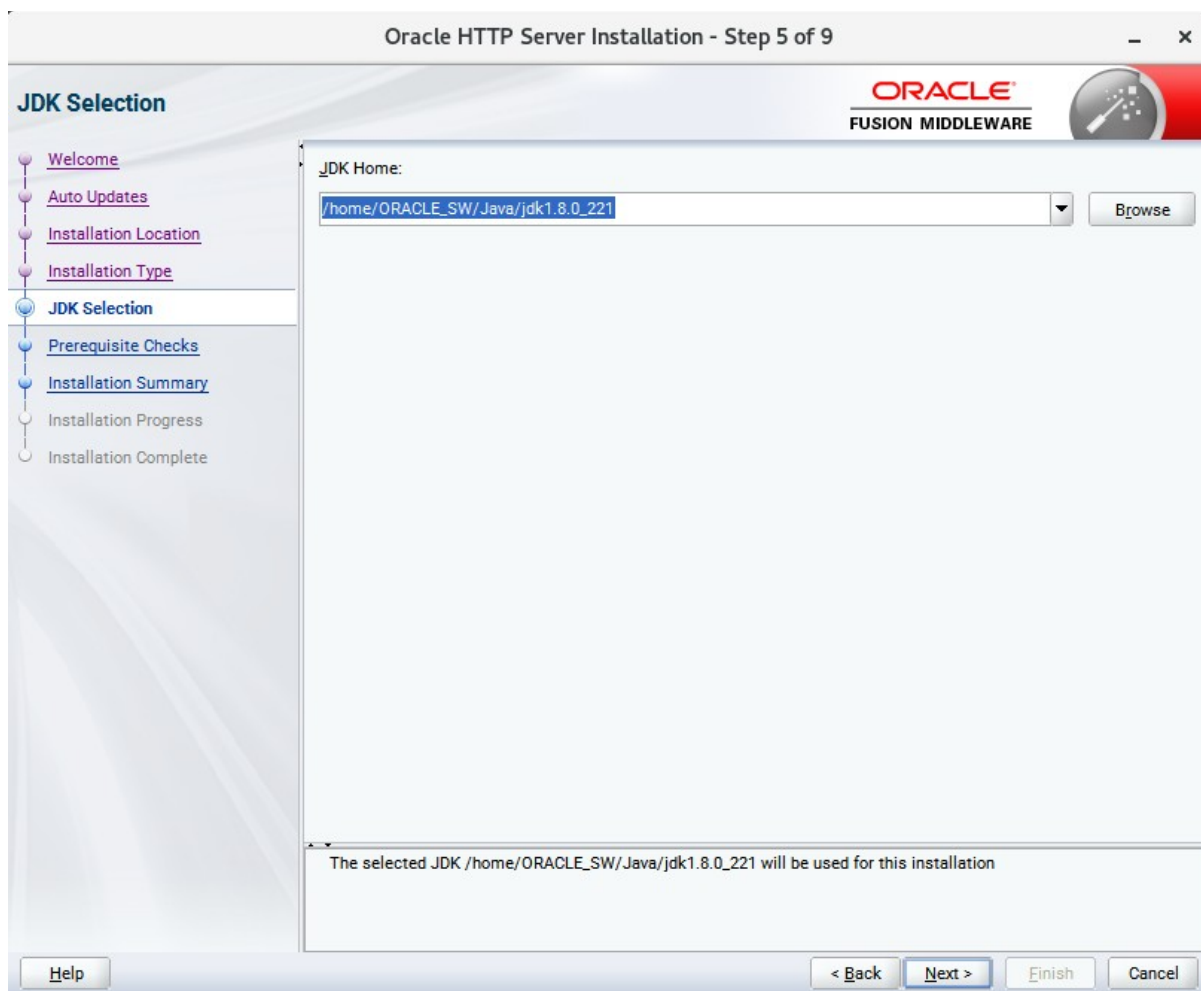 Oracle HTTP Server Installation - Step 5 of 9
JDK Selection
ORACLE
FUSION MIDDLEWARE
Welcome
Auto Updates
Installation Location
Installation Type
JDK Selection
Prerequisite Checks
Installation Summary
Installation Progress
Installation Complete
JDK Home:
/home/ORACLE_SW/Java/jdk1.8.0_221
Browse
The selected JDK /home/ORACLE_SW/Java/jdk1.8.0_221 will be used for this installation
Help
< Back
Next >
Finish
Cancel